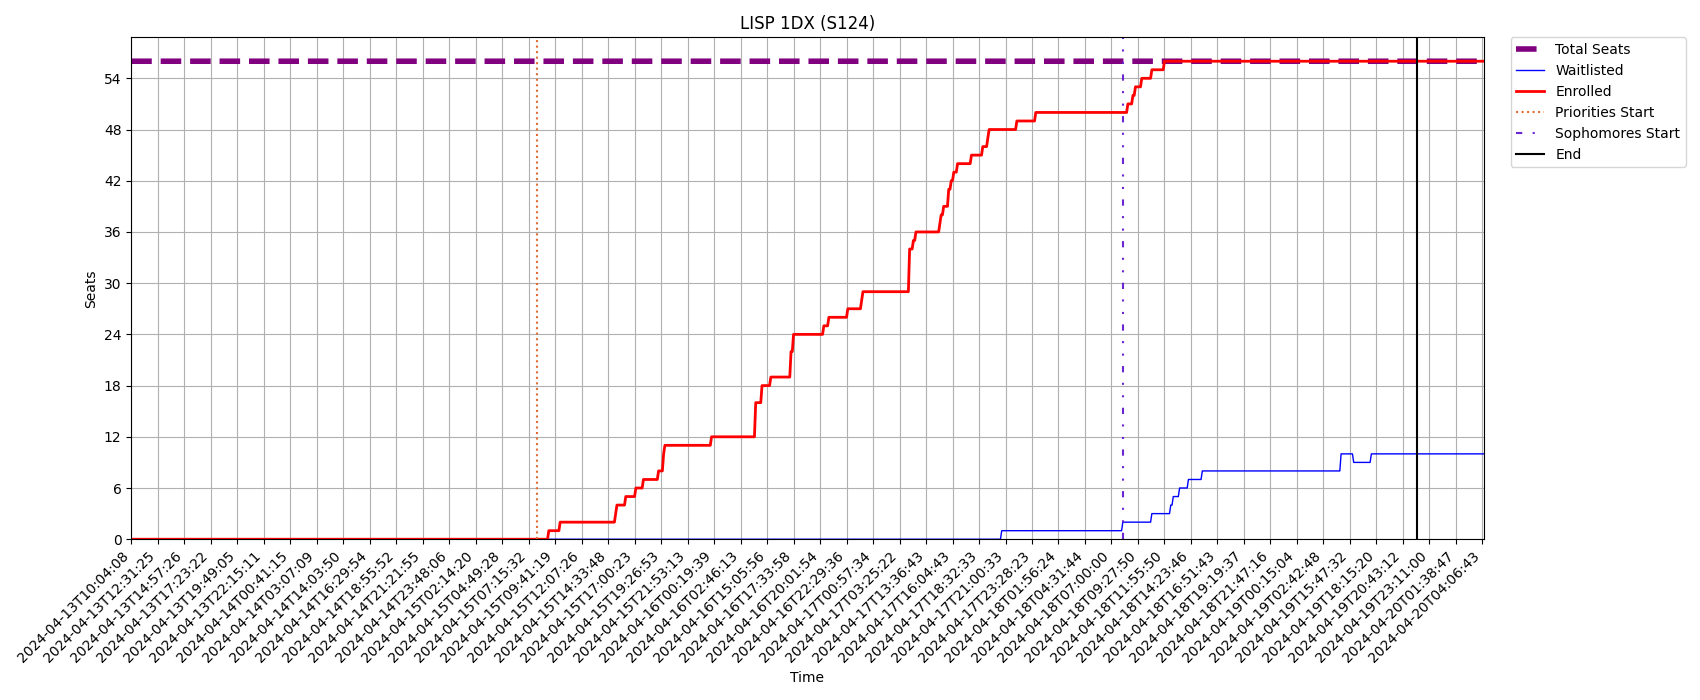 LISP 1DX (S124)
Total Seats
Waitlisted
Enrolled
Priorities Start
Sophomores Start
End
Seats
54
48
42
36
30
24
18
12
6
0
2024-04-13T10:04:08
2024-04-13T12:31:25
2024-04-13T14:57:26
2024-04-13T17:23:22
2024-04-13T19:49:05
2024-04-13T22:15:11
2024-04-14T00:41:15
2024-04-14T03:07:09
2024-04-14T14:03:50
2024-04-14T16:29:54
2024-04-14T18:55:52
2024-04-14T21:21:55
2024-04-14T23:48:06
2024-04-15T02:14:20
2024-04-15T04:49:28
2024-04-15T07:15:32
2024-04-15T09:41:19
2024-04-15T12:07:26
2024-04-15T14:33:48
2024-04-15T17:00:23
2024-04-15T19:26:53
2024-04-15T21:53:13
2024-04-16T00:19:39
2024-04-16T02:46:13
2024-04-16T15:05:56
2024-04-16T17:33:58
2024-04-16T20:01:54
2024-04-16T22:29:36
2024-04-17T00:57:34
2024-04-17T03:25:22
2024-04-17T13:36:43
2024-04-17T16:04:43
2024-04-17T18:32:33
2024-04-17T21:00:33
2024-04-17T23:28:23
2024-04-18T01:56:24
2024-04-18T04:31:44
2024-04-18T07:00:00
2024-04-18T09:27:50
2024-04-18T11:55:50
2024-04-18T14:23:46
2024-04-18T16:51:43
2024-04-18T19:19:37
2024-04-18T21:47:16
2024-04-19T00:15:04
2024-04-19T02:42:48
2024-04-19T15:47:32
2024-04-19T18:15:20
2024-04-19T20:43:12
2024-04-19T23:11:00
2024-04-20T01:38:47
2024-04-20T04:06:43
Time